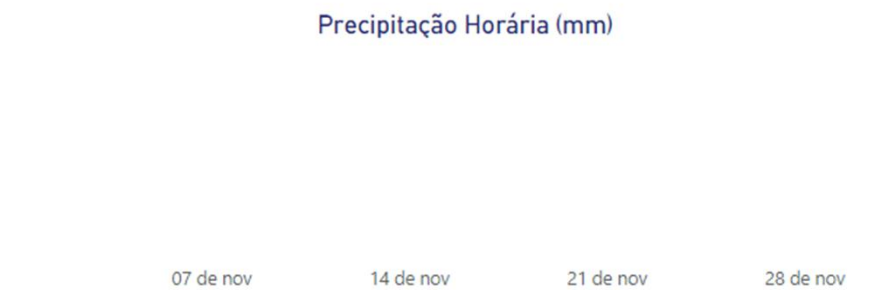 Precipitação Horária (mm)
07 de nov 14 de nov 21 de nov 28 de nov